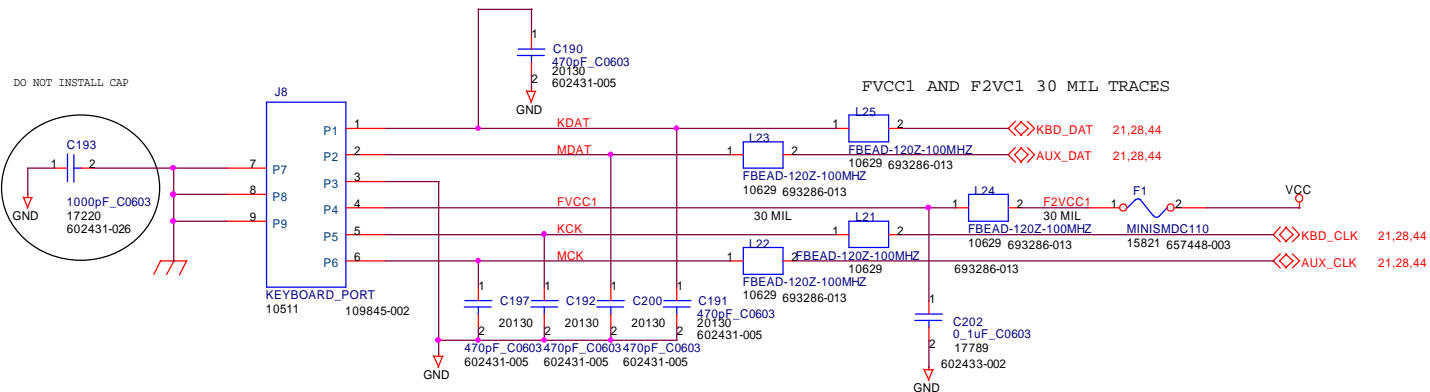 1
C190
470pF_C0603
20130
2
602431-005
GND
DO NOT INSTALL CAP
FVCC1 AND F2VC1 30 MIL TRACES
J8
C193
1
2
1000pF_C0603
17220
602431-026
GND
7
8
9
P7
P8
P9
P1
P2
P3
P4
P5
P6
1
2
3
4
5
6
KEYBOARD_PORT
10511
109845-002
KDAT
MDAT
FVCC1
KCK
MCK
1
L25
2
FBEAD-120Z-100MHZ
10629
693286-013
KBD_DAT
21,28,44
1
L23
2
FBEAD-120Z-100MHZ
10629
693286-013
AUX_DAT
21,28,44
30 MIL
1
L24
2
FBEAD-120Z-100MHZ
10629
693286-013
F2VCC1
30 MIL
F1
1
2
MINISMDC110
15821
657448-003
VCC
1
L21
2
FBEAD-120Z-100MHZ
10629
693286-013
KBD_CLK
21,28,44
1
L22
2
FBEAD-120Z-100MHZ
10629
693286-013
AUX_CLK
21,28,44
1
C197
20130
2
470pF_C0603
602431-005
1
C192
20130
2
470pF_C0603
602431-005
1
C200
20130
2
470pF_C0603
602431-005
1
C191
470pF_C0603
20130
2
602431-005
GND
1
C202
0_1uF_C0603
2
17789
602433-002
GND